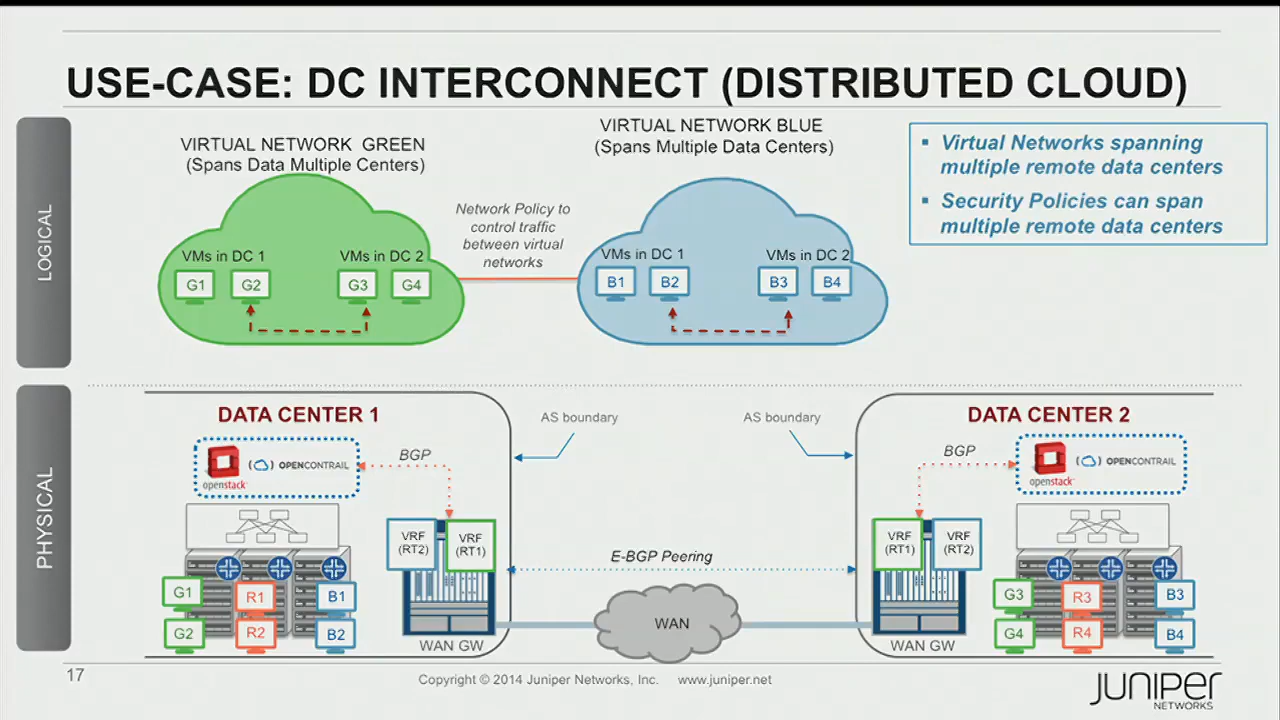 USE-CASE: DC INTERCONNECT (DISTRIBUTED CLOUD)
LOGICAL
VIRTUAL NETWORK GREEN
(Spans Data Multiple Centers)
VMs in DC 1
VMs in DC 2
G1
G2
G3
G4
Network Policy to
control traffic
between virtual
networks
VIRTUAL NETWORK BLUE
(Spans Multiple Data Centers)
VMs in DC 1
VMs in DC 2
B1
B2
B3
B4
▪ Virtual Networks spanning
multiple remote data centers
▪ Security Policies can span
multiple remote data centers
PHYSICAL
DATA CENTER 1
openstack
OPENCONTRAIL
BGP
VRF
(RT2)
VRF
(RT1)
G1
R1
B1
G2
R2
B2
WAN GW
AS boundary
AS boundary
E-BGP Peering
WAN
DATA CENTER 2
BGP
openstack
OPENCONTRAIL
VRF
(RT1)
VRF
(RT2)
G3
R3
B3
G4
R4
B4
WAN GW
17
Copyright © 2014 Juniper Networks, Inc. www.juniper.net
JUNIPER
NETWORKS